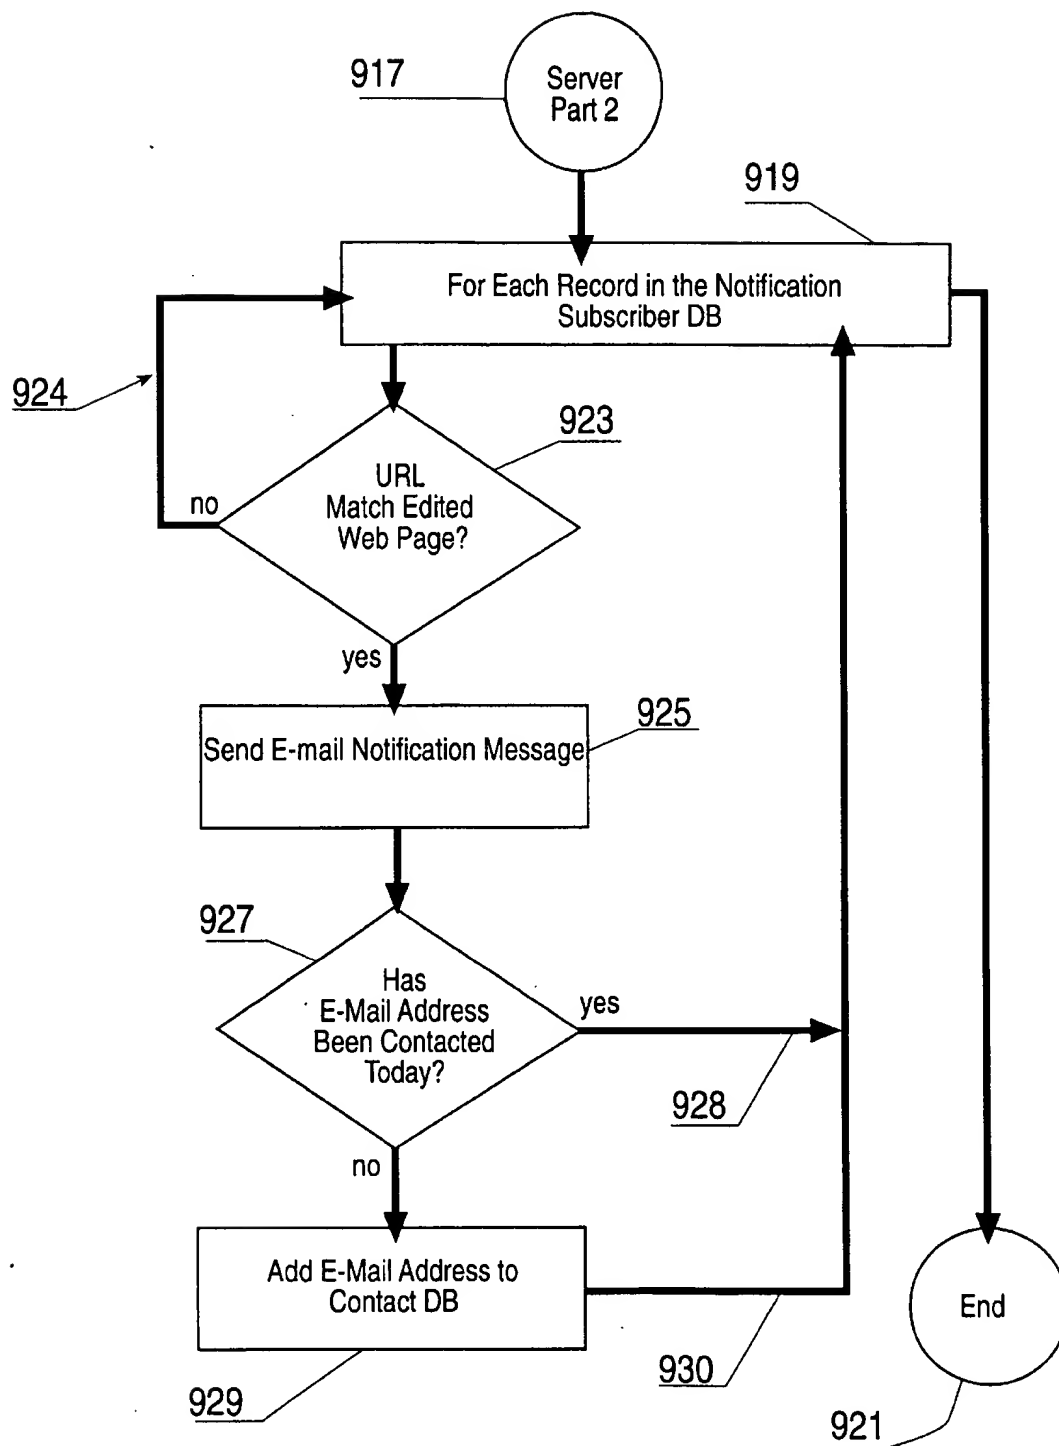 917
Server
Part 2
919
For Each Record in the Notification
Subscriber DB
924
923
URL
Match Edited
Web Page?
no
yes
925
Send E-mail Notification Message
927
Has
E-Mail Address
Been Contacted
Today?
yes
928
no
Add E-Mail Address to
Contact DB
End
930
929
921